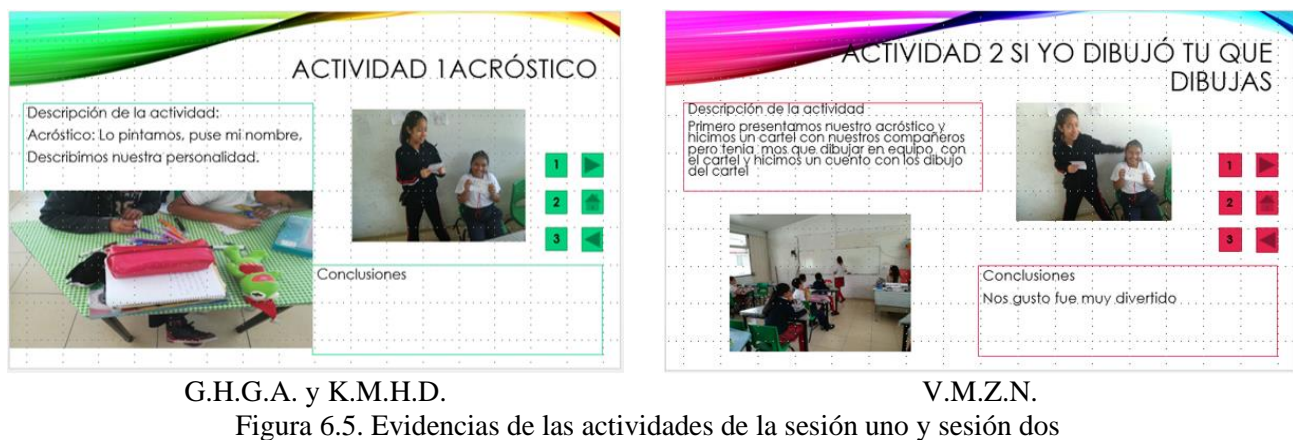 ACTIVIDAD 1ACRÓSTICO
Descripción de la actividad:
Acróstico: Lo pintamos, puse mi nombre,
Describimos nuestra personalidad.
1
2
3
Conclusiones
ACTIVIDAD 2 SI YO DIBUJÓ TU QUE
DIBUJAS
Descripción de la actividad
Primero presentamos nuestro acróstico y
hicimos un cartel con nuestros compañeros
pero tenia mos que dibujar en equipo con
el cartel y hicimos un cuento con los dibujo
del cartel
1
2
3
Conclusiones
Nos gusto fue muy divertido
G.H.G.A. y K.M.H.D.
V.M.Z.N.
Figura 6.5. Evidencias de las actividades de la sesión uno y sesión dos